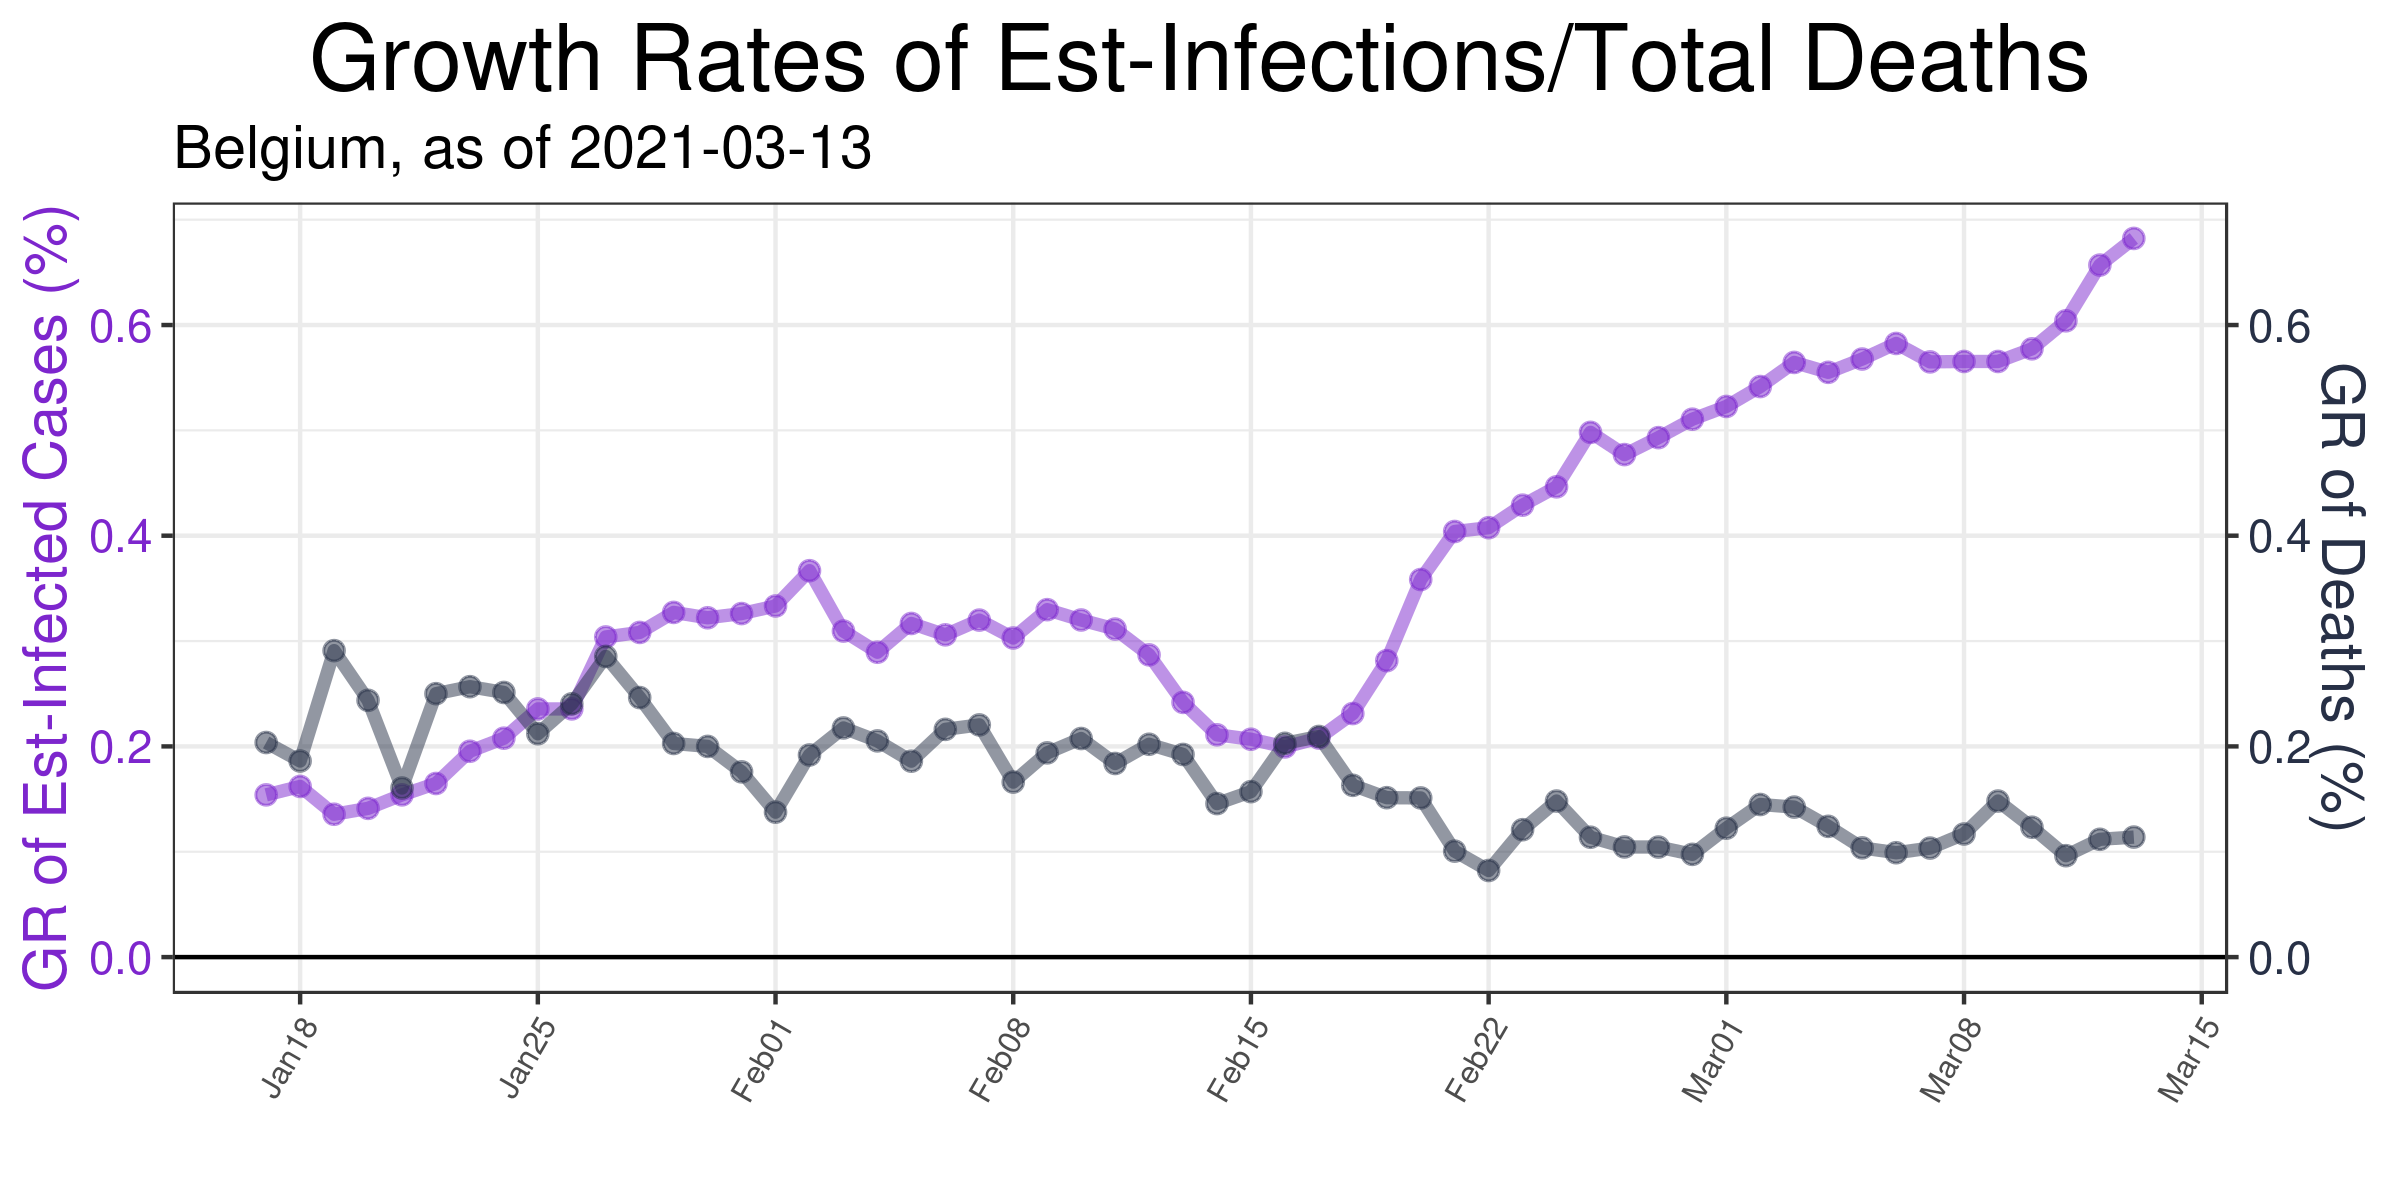 Growth Rates of Est-Infections/Total Deaths
Belgium, as of 2021-03-13
GR of Est-Infected Cases (%)
0.6
0.4
0.2
0.0
0.6
0.4
0.2
0.0
GR of Deaths (%)
Jan18
Jan25
Feb01
Feb08
Feb15
Feb22
Mar01
Mar08
Mar15